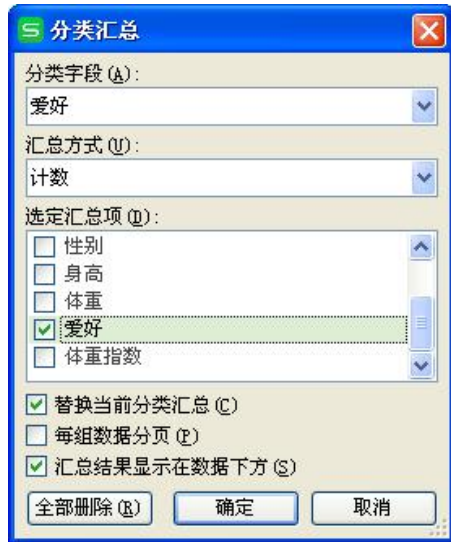 分类汇总
分类字段(A):
爱好
汇总方式(U):
计数
选定汇总项(D):
性别
身高
体重
爱好
体重指数
替换当前分类汇总(C)
每组数据分页(P)
汇总结果显示在数据下方(S)
全部删除(R) 确定 取消